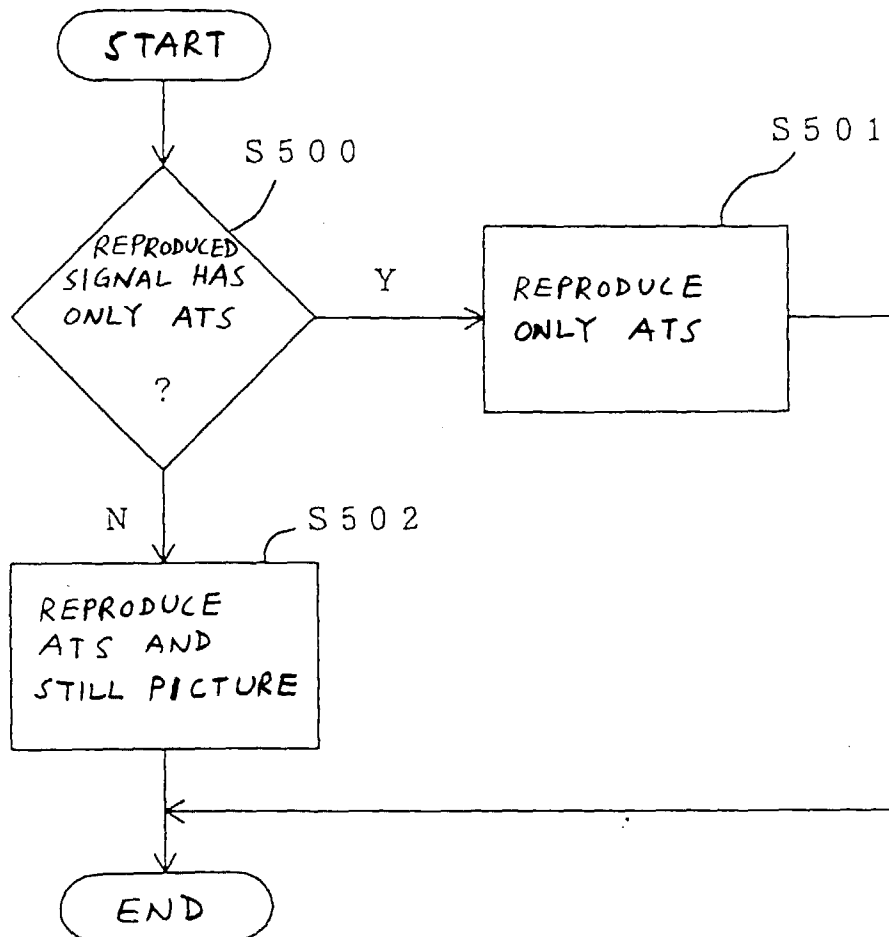 START
S500
S501
REPRODUCED
SIGNAL HAS
ONLY ATS
?
Y
REPRODUCE
ONLY ATS
N
S502
REPRODUCE
ATS AND
STILL PICTURE
END